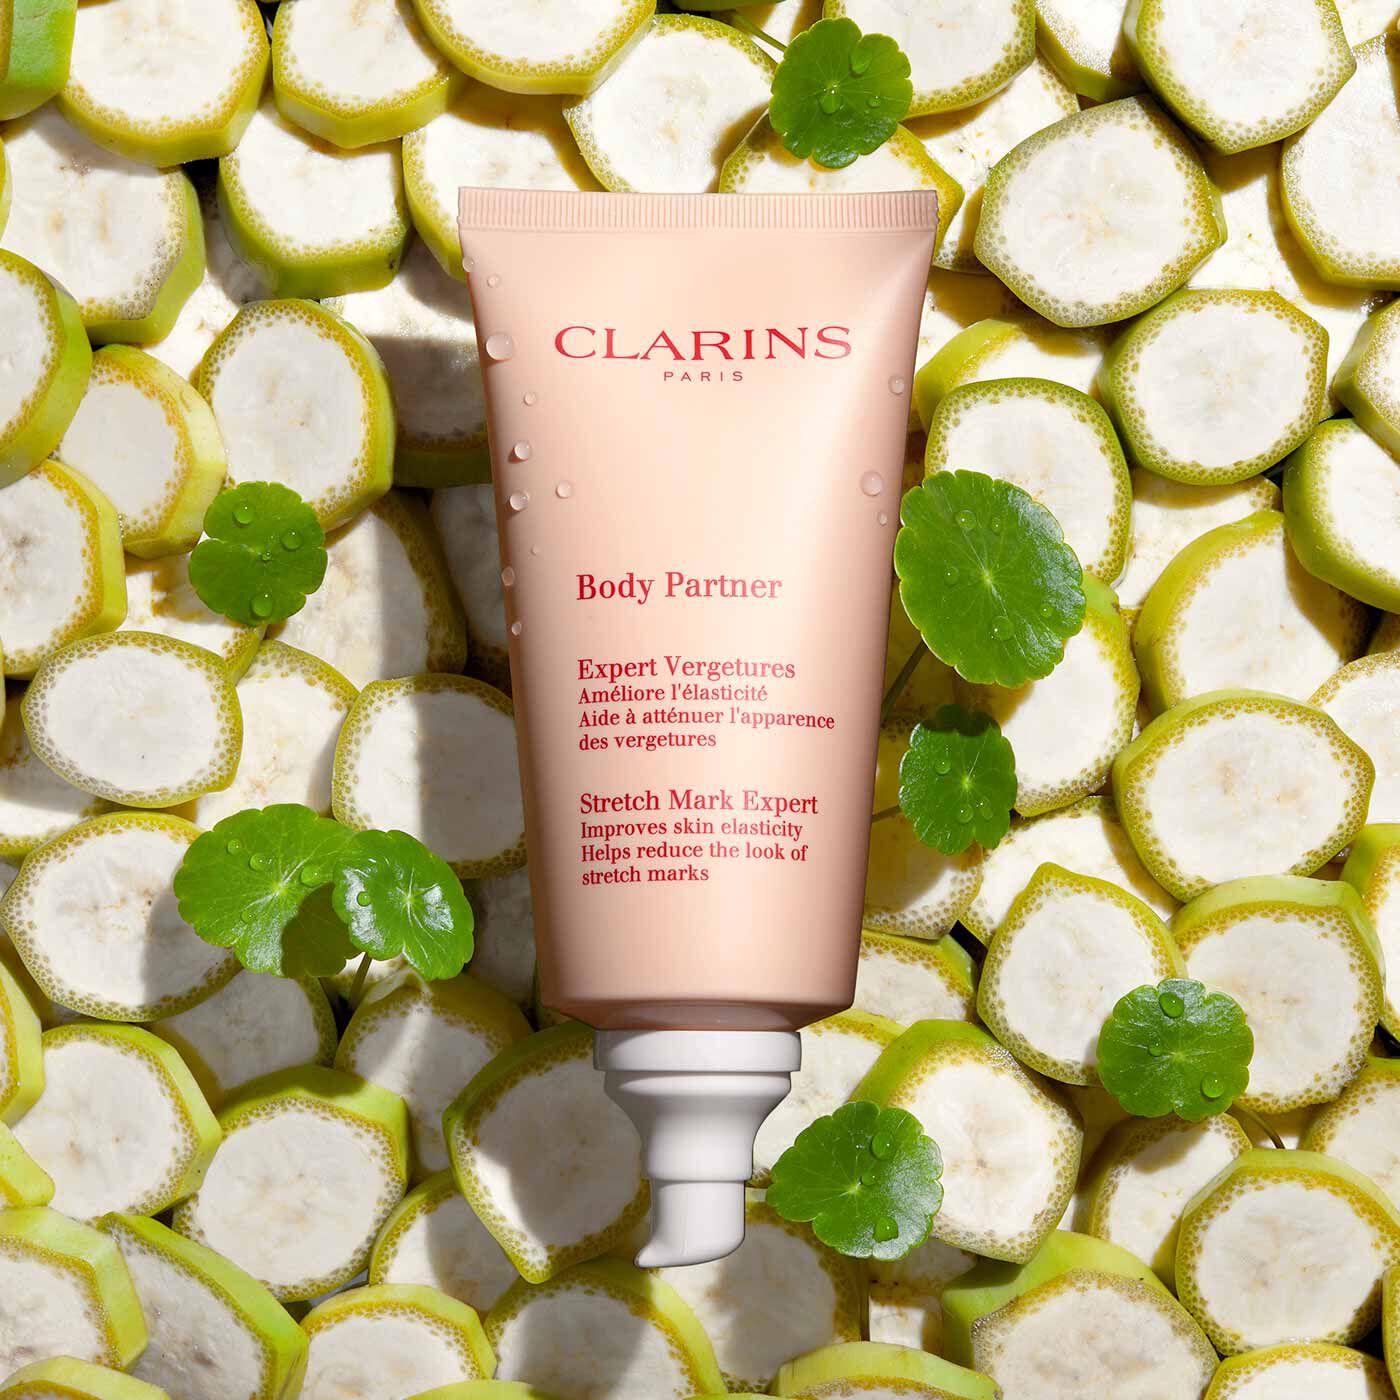 CLARINS
PARIS
Body Partner
Expert Vergetures
Améliore l'élasticité
Aide à atténuer l'apparence
des vergetures
Stretch Mark Expert
Improves skin elasticity
Helps reduce the look of
stretch marks